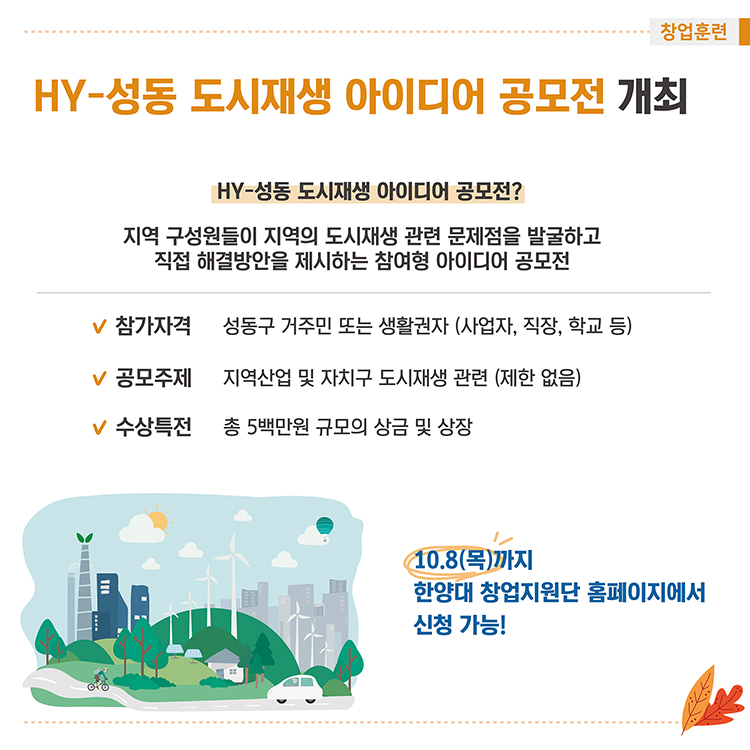 창업훈련
HY-성동 도시재생 아이디어 공모전 개최
HY-성동 도시재생 아이디어 공모전?
지역 구성원들이 지역의 도시재생 관련 문제점을 발굴하고
직접 해결방안을 제시하는 참여형 아이디어 공모전
참가자격 성동구 거주민 또는 생활권자 (사업자, 직장, 학교 등)
공모주제 지역산업 및 자치구 도시재생 관련 (제한 없음)
수상특전 총 5백만원 규모의 상금 및 상장
10.8(목)까지
한양대 창업지원단 홈페이지에서
신청 가능!